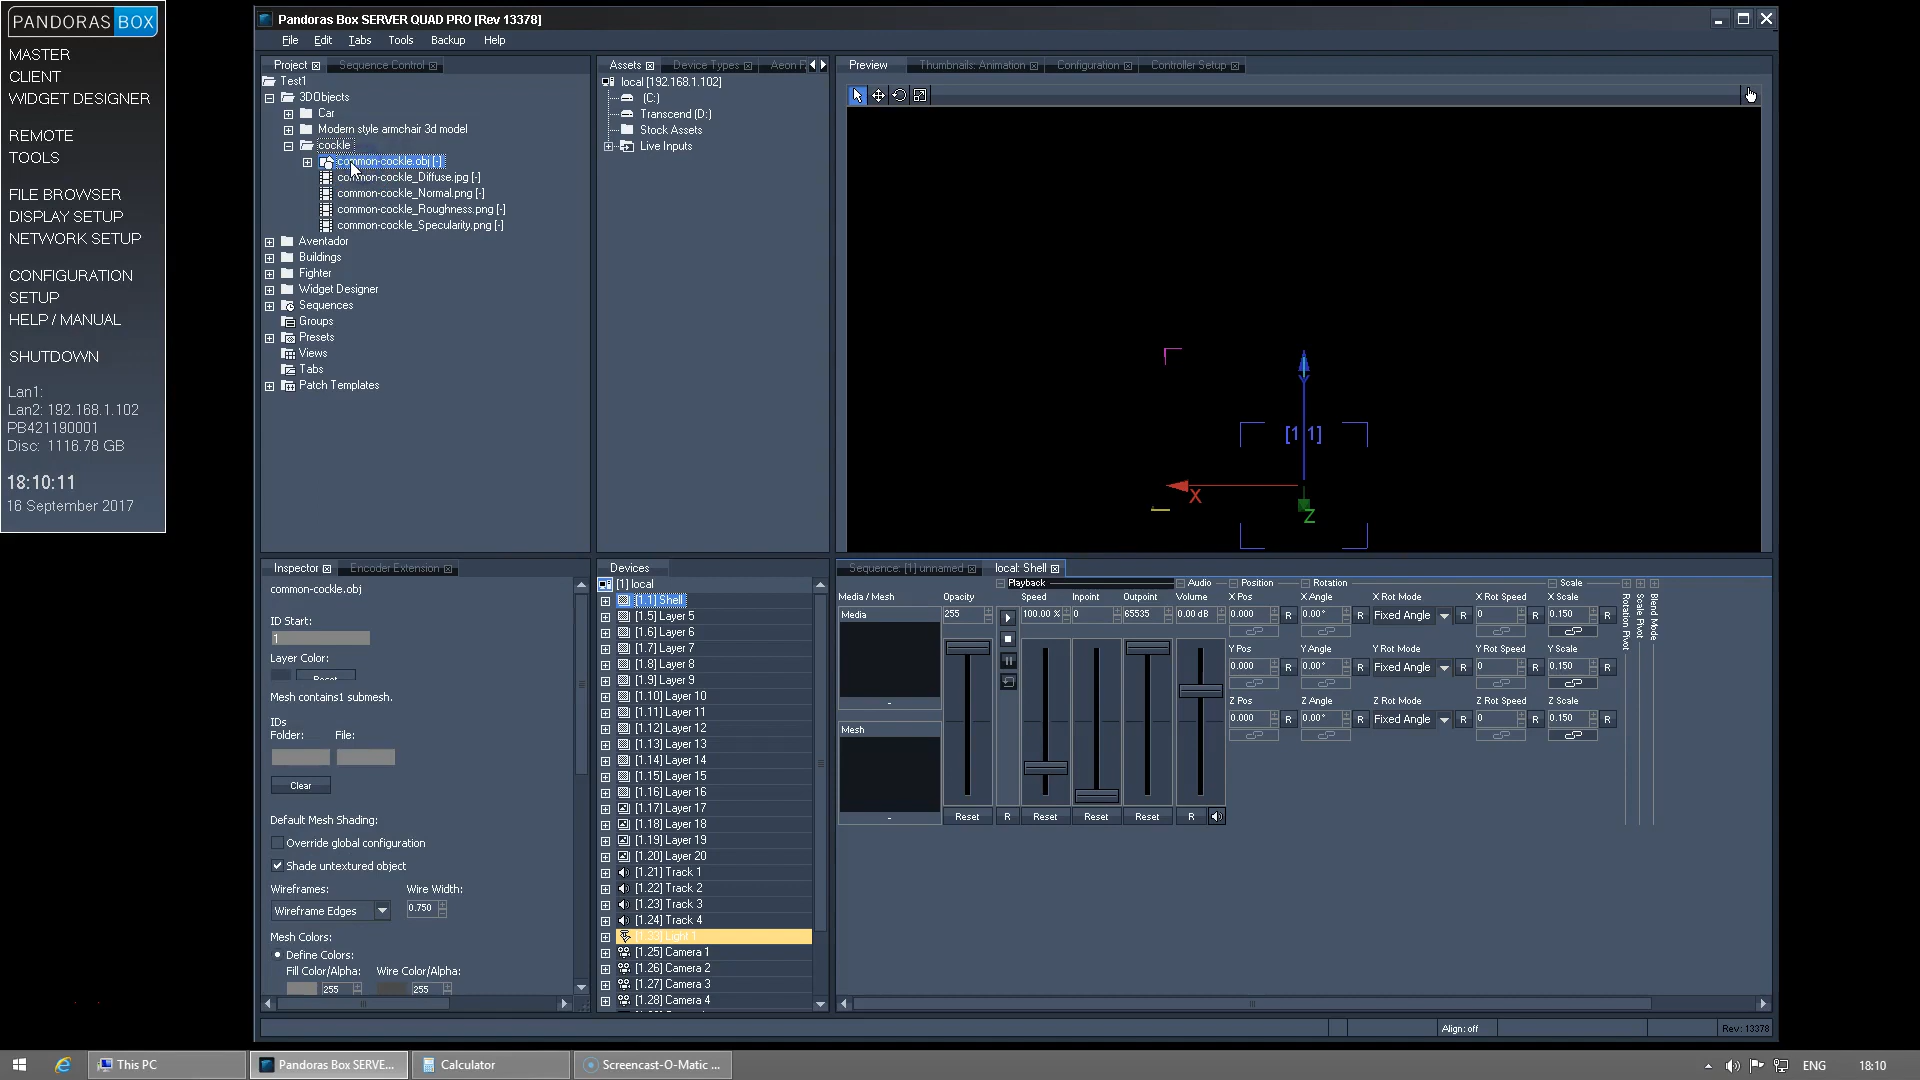 PANDORAS BOX
MASTER
CLIENT
WIDGET DESIGNER
REMOTE
TOOLS
FILE BROWSER
DISPLAY SETUP
NETWORK SETUP
CONFIGURATION
SETUP
HELP / MANUAL
SHUTDOWN
Lan1:
Lan2: 192.168.1.102
PB421190001
Disc: 1116.78 GB
18:10:11
16 September 2017
Pandoras Box SERVER QUAD PRO [Rev 13378]
File Edit Tabs Tools Backup Help
Project Sequence Control
Test1
3DObjects
Car
Modern style armchair 3d model
cockle
common-cockle.obj [-]
common-cockle_Diffuse.jpg [-]
common-cockle_Normal.png [-]
common-cockle_Roughness.png [-]
common-cockle_Specularity.png [-]
Aventador
Buildings
Fighter
Widget Designer
Sequences
Groups
Presets
Views
Tabs
Patch Templates
Assets Device Types Aeon
local [192.168.1.102]
(C:)
Transcend (D:)
Stock Assets
Live Inputs
Preview Thumbnails: Animation Configuration Controller Setup
Y
[1.1]
X
Z
Inspector Encoder Extension
common-cockle.obj
ID Start:
1
Layer Color:
Reset
Mesh contains1 submesh.
IDs
Folder: File:
Clear
Default Mesh Shading:
Override global configuration
Shade untextured object
Wireframes: Wire Width:
Wireframe Edges 0.750
Mesh Colors:
Define Colors:
Fill Color/Alpha: Wire Color/Alpha:
255 255
Devices
[1] local
[1.1] Shell
[1.5] Layer 5
[1.6] Layer 6
[1.7] Layer 7
[1.8] Layer 8
[1.9] Layer 9
[1.10] Layer 10
[1.11] Layer 11
[1.12] Layer 12
[1.13] Layer 13
[1.14] Layer 14
[1.15] Layer 15
[1.16] Layer 16
[1.17] Layer 17
[1.18] Layer 18
[1.19] Layer 19
[1.20] Layer 20
[1.21] Track 1
[1.22] Track 2
[1.23] Track 3
[1.24] Track 4
[1.33] Light 1
[1.25] Camera 1
[1.26] Camera 2
[1.27] Camera 3
[1.28] Camera 4
Sequence: [1] unnamed local: Shell
Playback Audio Position Rotation Scale
Media / Mesh Opacity Speed Inpoint Outpoint Volume X Pos X Angle X Rot Mode X Rot Speed X Scale
Media 255 100.00 % 0 65535 0.00 dB 0.000 R 0.00° R Fixed Angle R 0 R 0.150 R
Y Pos Y Angle Y Rot Mode Y Rot Speed Y Scale
0.000 R 0.00° R Fixed Angle R 0 R 0.150 R
Z Pos Z Angle Z Rot Mode Z Rot Speed Z Scale
- 0.000 R 0.00° R Fixed Angle R 0 R 0.150 R
Mesh
- Reset R Reset Reset Reset R
Rotation Pivot
Scale Pivot
Blend Mode
Align: off Rev: 13378
This PC Pandoras Box SERVE... Calculator Screencast-O-Matic ... ENG 18:10